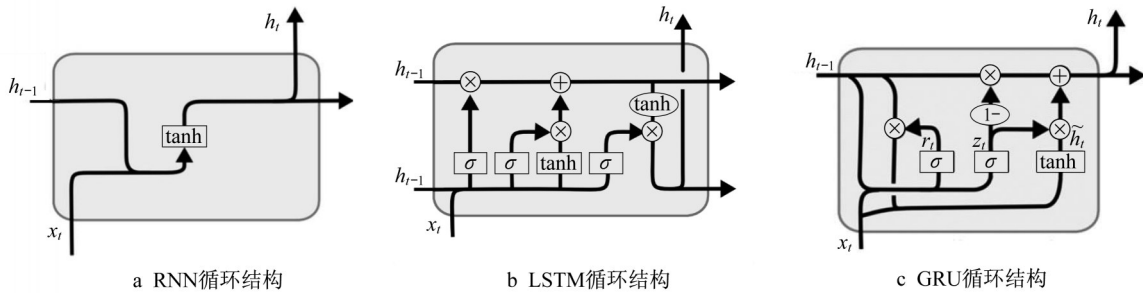 h_t
h_{t-1}
tanh
x_t
a RNN循环结构
h_t
h_{t-1}
×
+
tanh
×
×
σ
σ
tanh
σ
h_{t-1}
x_t
b LSTM循环结构
h_t
h_{t-1}
×
+
1-
×
r_t
z_t
×
h̃_t
σ
σ
tanh
x_t
c GRU循环结构